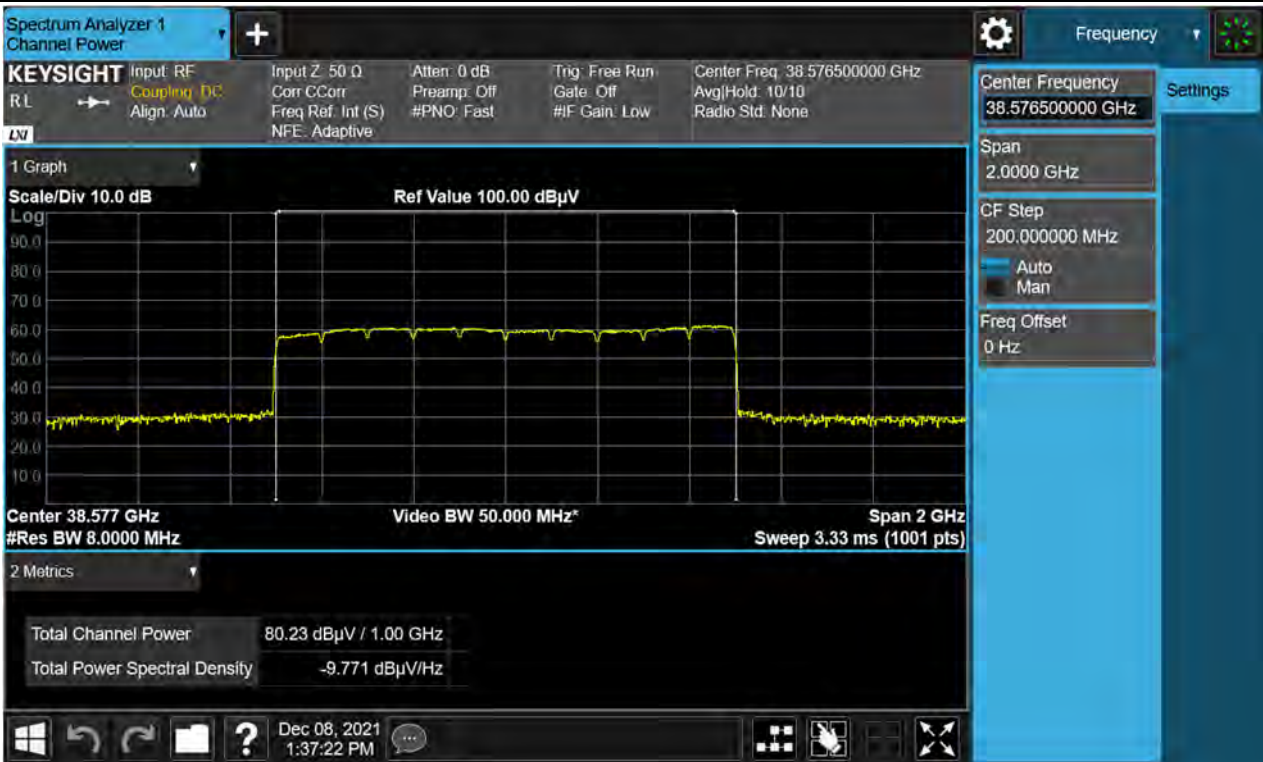 Spectrum Analyzer 1
Channel Power
+
Frequency
KEYSIGHT
R L
LXI
Input: RF
Coupling: DC
Align: Auto
Input Z: 50 Ω
Corr CCorr
Freq Ref: Int (S)
NFE: Adaptive
Atten: 0 dB
Preamp: Off
#PNO: Fast
Trig: Free Run
Gate: Off
#IF Gain: Low
Center Freq: 38.576500000 GHz
Avg|Hold: 10/10
Radio Std: None
Center Frequency
38.576500000 GHz
Settings
Span
2.0000 GHz
CF Step
200.000000 MHz
Auto
Man
Freq Offset
0 Hz
1 Graph
Scale/Div 10.0 dB
Ref Value 100.00 dBµV
Log
90.0
80.0
70.0
60.0
50.0
40.0
30.0
20.0
10.0
Center 38.577 GHz
Video BW 50.000 MHz*
Span 2 GHz
#Res BW 8.0000 MHz
Sweep 3.33 ms (1001 pts)
2 Metrics
Total Channel Power
80.23 dBµV / 1.00 GHz
Total Power Spectral Density
-9.771 dBµV/Hz
?
Dec 08, 2021
1:37:22 PM